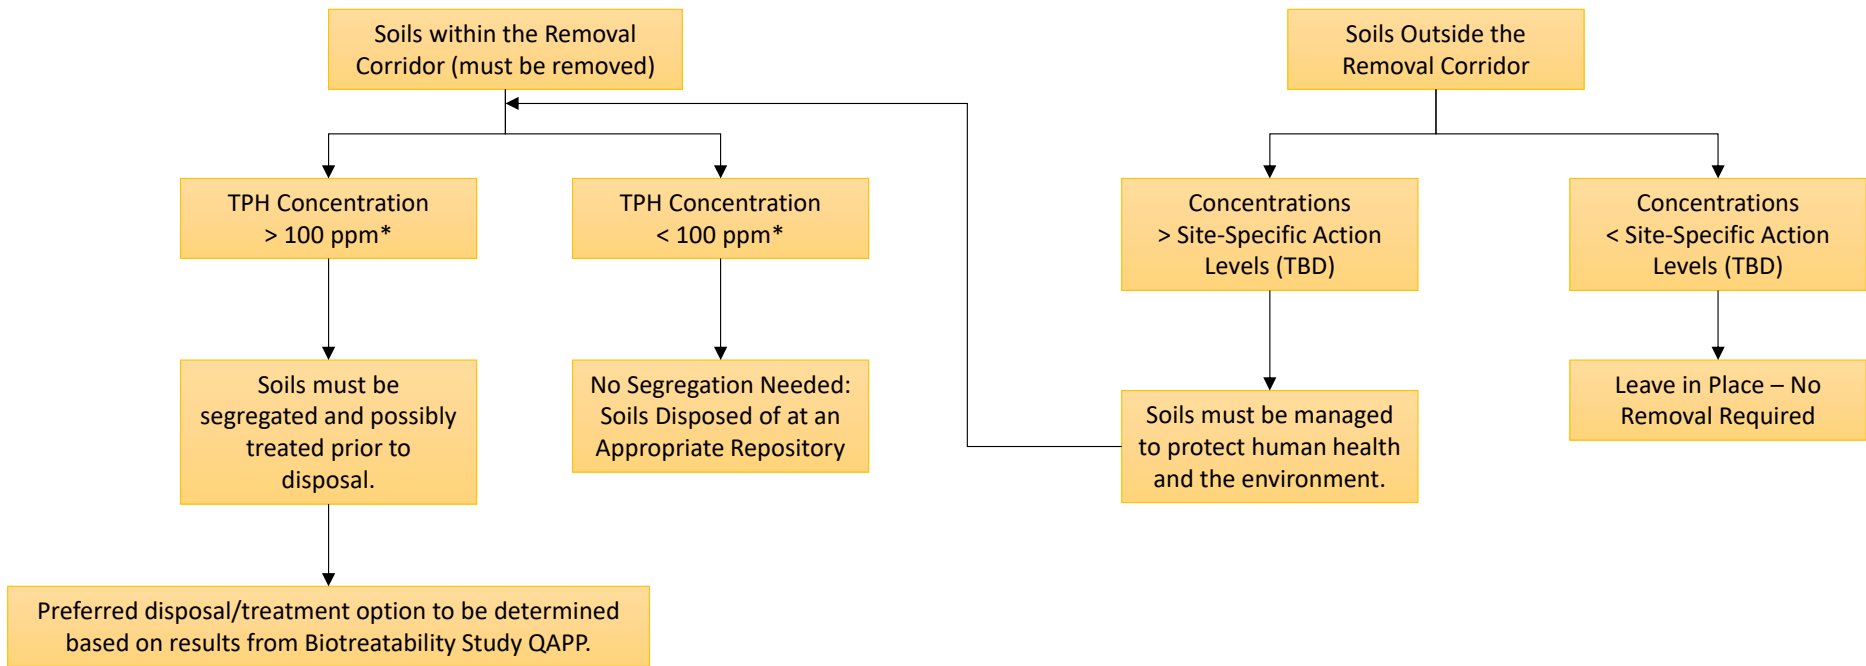 Soils within the Removal
Corridor (must be removed)
Soils Outside the
Removal Corridor
TPH Concentration
> 100 ppm*
TPH Concentration
< 100 ppm*
Concentrations
> Site-Specific Action
Levels (TBD)
Concentrations
< Site-Specific Action
Levels (TBD)
Soils must be
segregated and possibly
treated prior to
disposal.
No Segregation Needed:
Soils Disposed of at an
Appropriate Repository
Soils must be managed
to protect human health
and the environment.
Leave in Place – No
Removal Required
Preferred disposal/treatment option to be determined
based on results from Biotreatability Study QAPP.